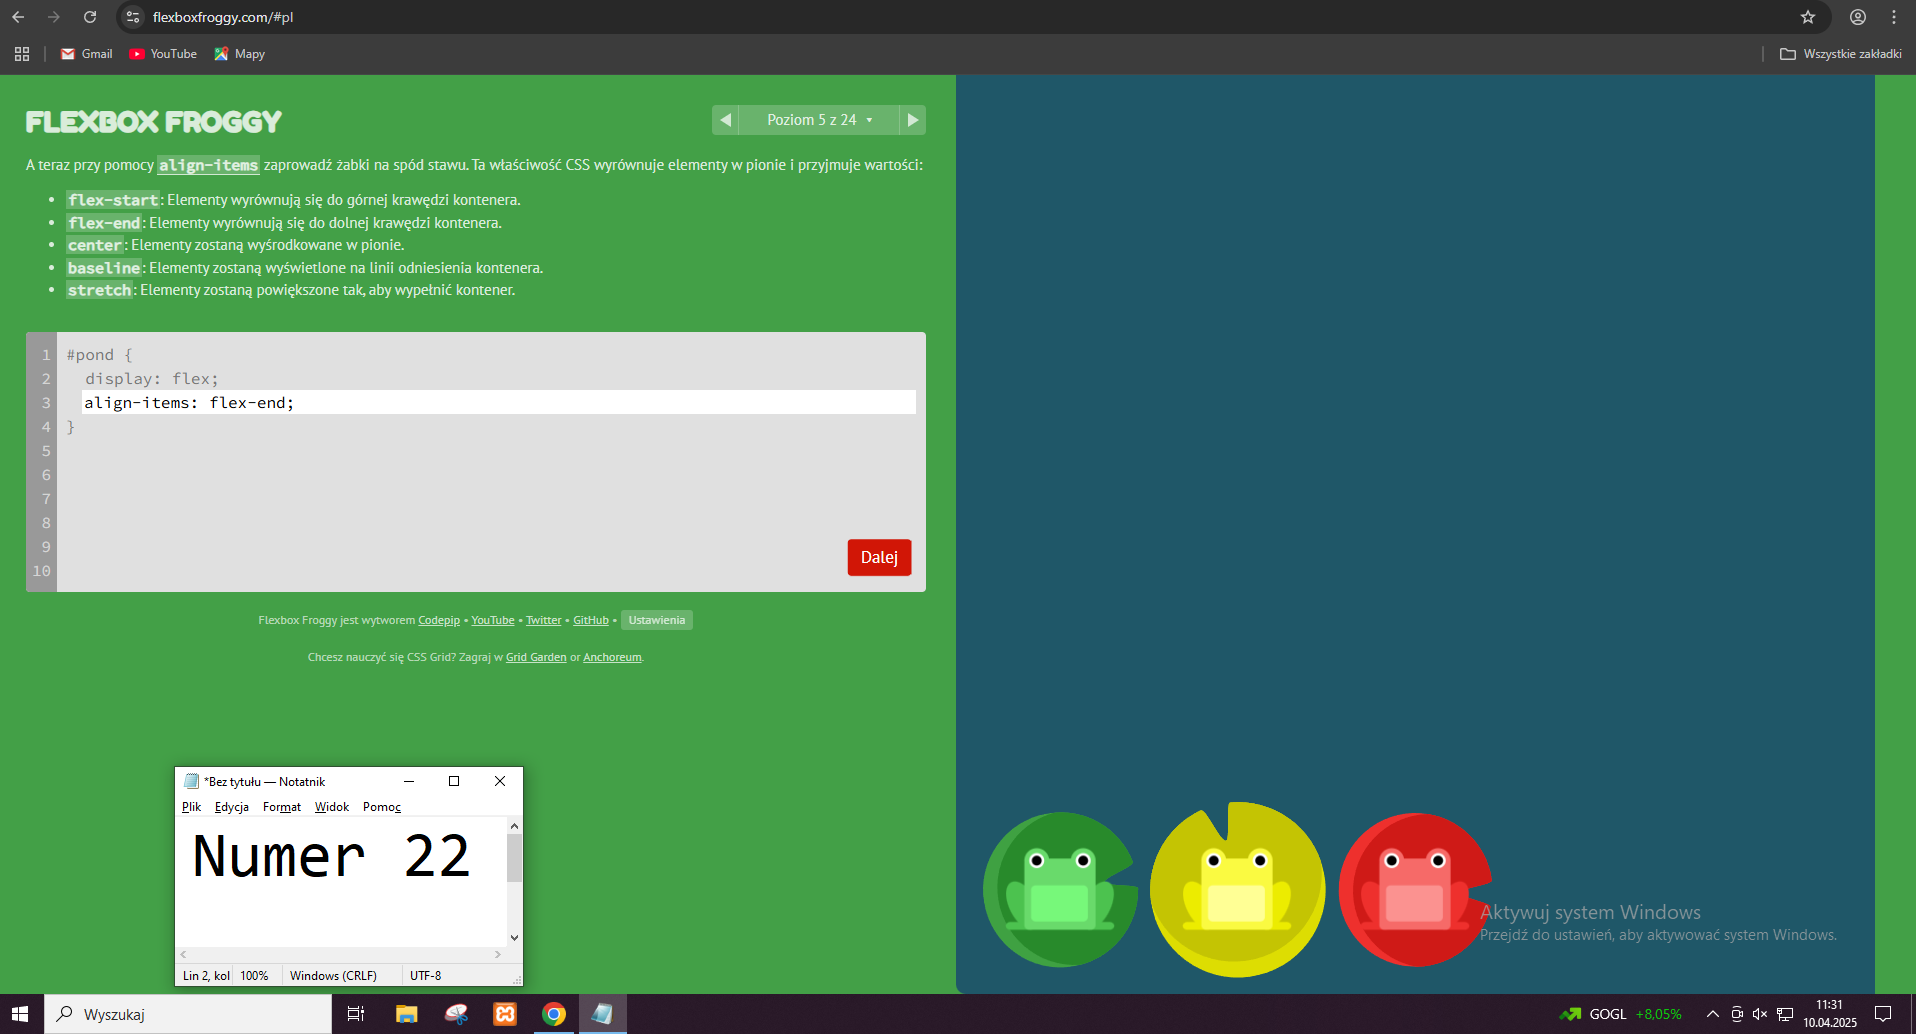 flexboxfroggy.com/#pl
Gmail YouTube Mapy Wszystkie zakładki
FLEXBOX FROGGY
Poziom 5 z 24
A teraz przy pomocy align-items zaprowadź żabki na spód stawu. Ta właściwość CSS wyrównuje elementy w pionie i przyjmuje wartości:
• flex-start: Elementy wyrównują się do górnej krawędzi kontenera.
• flex-end: Elementy wyrównują się do dolnej krawędzi kontenera.
• center: Elementy zostaną wyśrodkowane w pionie.
• baseline: Elementy zostaną wyświetlone na linii odniesienia kontenera.
• stretch: Elementy zostaną powiększone tak, aby wypełnić kontener.
1 #pond {
2 display: flex;
3 align-items: flex-end;
4 }
5
6
7
8
9
10
Dalej
Flexbox Froggy jest wytworem Codepip • YouTube • Twitter • GitHub • Ustawienia
Chcesz nauczyć się CSS Grid? Zagraj w Grid Garden or Anchoreum.
*Bez tytułu — Notatnik
Plik Edycja Format Widok Pomoc
Numer 22
Lin 2, kol 100% Windows (CRLF) UTF-8
Aktywuj system Windows
Przejdź do ustawień, aby aktywować system Windows.
Wyszukaj
GOGL +8,05%
11:31
10.04.2025